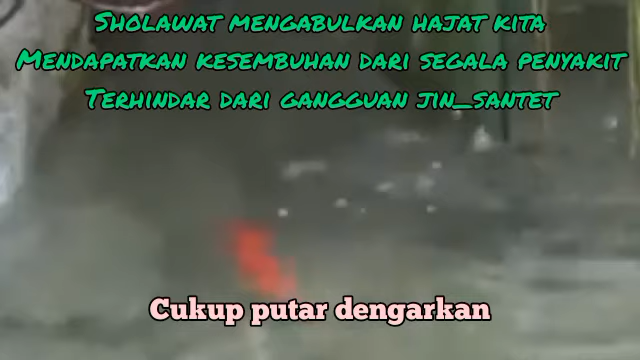 Sholawat mengabulkan hajat kita
Mendapatkan kesembuhan dari segala penyakit
Terhindar dari gangguan jin_santet
Cukup putar dengarkan